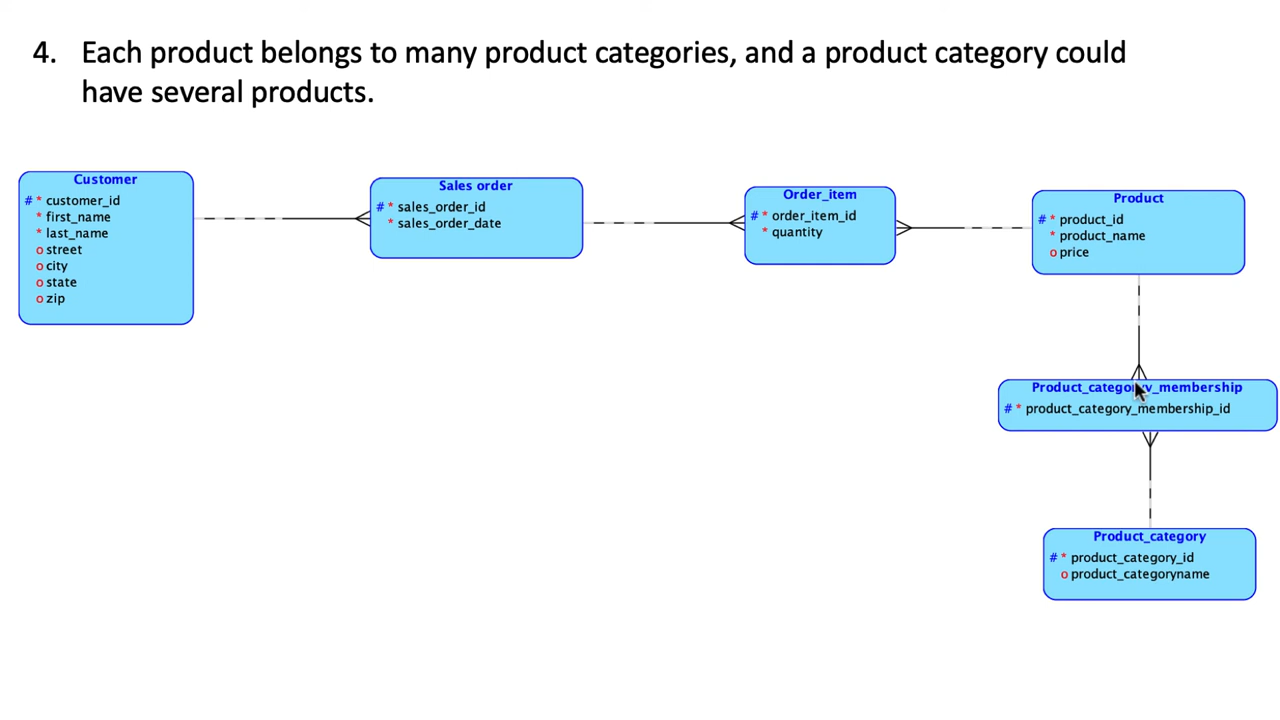 4. Each product belongs to many product categories, and a product category could
have several products.
Customer
# * customer_id
* first_name
* last_name
o street
o city
o state
o zip
Sales order
# * sales_order_id
* sales_order_date
Order_item
# * order_item_id
* quantity
Product
# * product_id
* product_name
o price
Product_category_membership
# * product_category_membership_id
Product_category
# * product_category_id
o product_categoryname